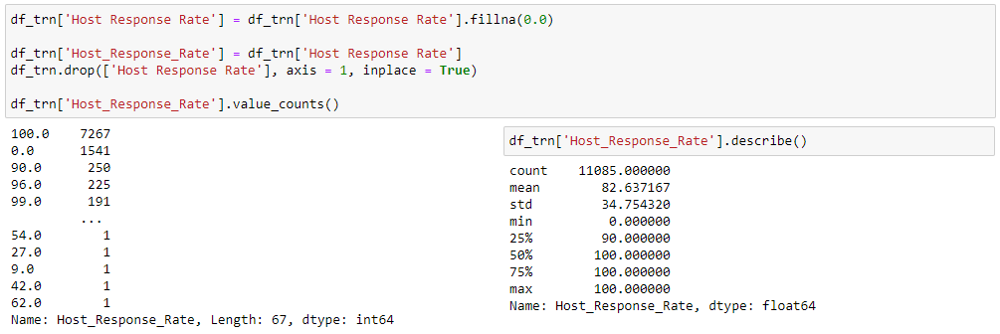 df_trn['Host Response Rate'] = df_trn['Host Response Rate'].fillna(0.0)
df_trn['Host_Response_Rate'] = df_trn['Host Response Rate']
df_trn.drop(['Host Response Rate'], axis = 1, inplace = True)
df_trn['Host_Response_Rate'].value_counts()
100.0    7267
0.0      1541
90.0      250
96.0      225
99.0      191
         ...
54.0        1
27.0        1
9.0         1
42.0        1
62.0        1
Name: Host_Response_Rate, Length: 67, dtype: int64
df_trn['Host_Response_Rate'].describe()
count    11085.000000
mean        82.637167
std         34.754320
min          0.000000
25%         90.000000
50%        100.000000
75%        100.000000
max        100.000000
Name: Host_Response_Rate, dtype: float64